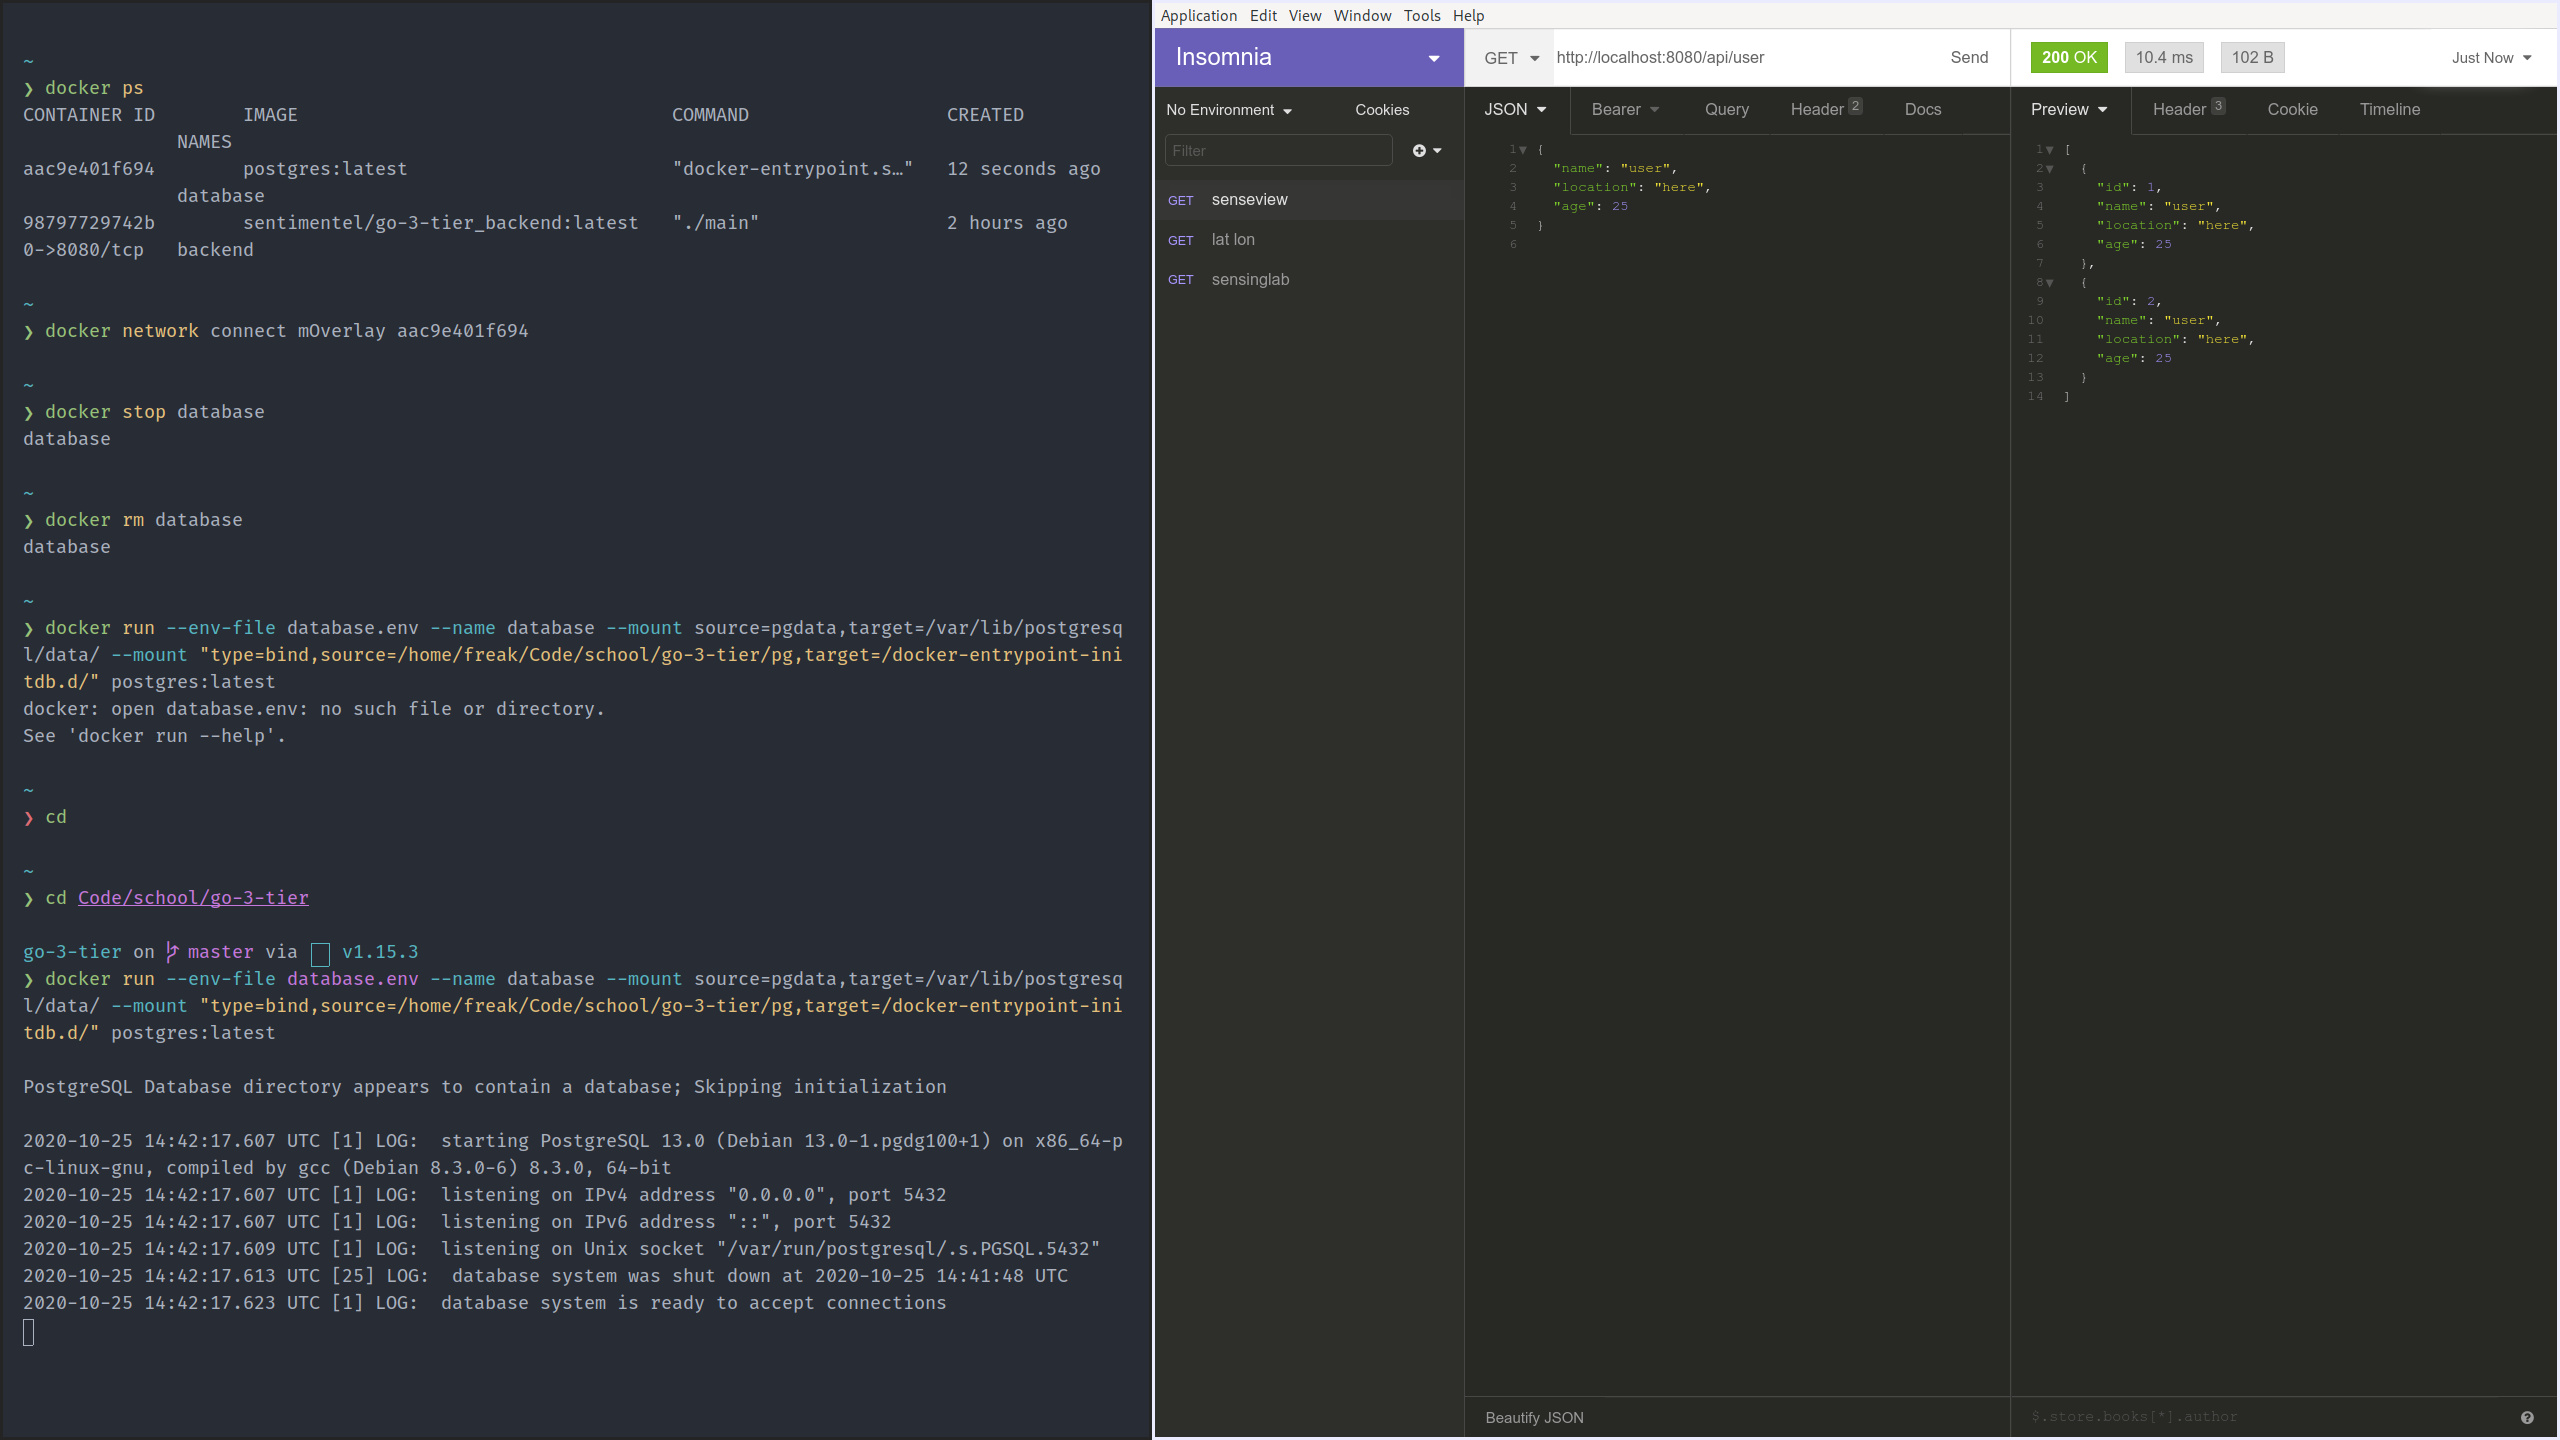 ~
❯ docker ps
CONTAINER ID        IMAGE                                  COMMAND                  CREATED
              NAMES
aac9e401f694        postgres:latest                        "docker-entrypoint.s…"   12 seconds ago
              database
98797729742b        sentimentel/go-3-tier_backend:latest   "./main"                 2 hours ago
0->8080/tcp   backend
~
❯ docker network connect mOverlay aac9e401f694
~
❯ docker stop database
database
~
❯ docker rm database
database
~
❯ docker run --env-file database.env --name database --mount source=pgdata,target=/var/lib/postgresq
l/data/ --mount "type=bind,source=/home/freak/Code/school/go-3-tier/pg,target=/docker-entrypoint-ini
tdb.d/" postgres:latest
docker: open database.env: no such file or directory.
See 'docker run --help'.
~
❯ cd
~
❯ cd Code/school/go-3-tier
go-3-tier on master via v1.15.3
❯ docker run --env-file database.env --name database --mount source=pgdata,target=/var/lib/postgresq
l/data/ --mount "type=bind,source=/home/freak/Code/school/go-3-tier/pg,target=/docker-entrypoint-ini
tdb.d/" postgres:latest
PostgreSQL Database directory appears to contain a database; Skipping initialization
2020-10-25 14:42:17.607 UTC [1] LOG:  starting PostgreSQL 13.0 (Debian 13.0-1.pgdg100+1) on x86_64-p
c-linux-gnu, compiled by gcc (Debian 8.3.0-6) 8.3.0, 64-bit
2020-10-25 14:42:17.607 UTC [1] LOG:  listening on IPv4 address "0.0.0.0", port 5432
2020-10-25 14:42:17.607 UTC [1] LOG:  listening on IPv6 address "::", port 5432
2020-10-25 14:42:17.609 UTC [1] LOG:  listening on Unix socket "/var/run/postgresql/.s.PGSQL.5432"
2020-10-25 14:42:17.613 UTC [25] LOG:  database system was shut down at 2020-10-25 14:41:48 UTC
2020-10-25 14:42:17.623 UTC [1] LOG:  database system is ready to accept connections
Application Edit View Window Tools Help
Insomnia
No Environment Cookies
Filter
GET senseview
GET lat lon
GET sensinglab
GET http://localhost:8080/api/user Send
JSON Bearer Query Header 2 Docs
1 {
2   "name": "user",
3   "location": "here",
4   "age": 25
5 }
6
Beautify JSON
200 OK 10.4 ms 102 B Just Now
Preview Header 3 Cookie Timeline
1 [
2   {
3     "id": 1,
4     "name": "user",
5     "location": "here",
6     "age": 25
7   },
8   {
9     "id": 2,
10     "name": "user",
11     "location": "here",
12     "age": 25
13   }
14 ]
$.store.books[*].author